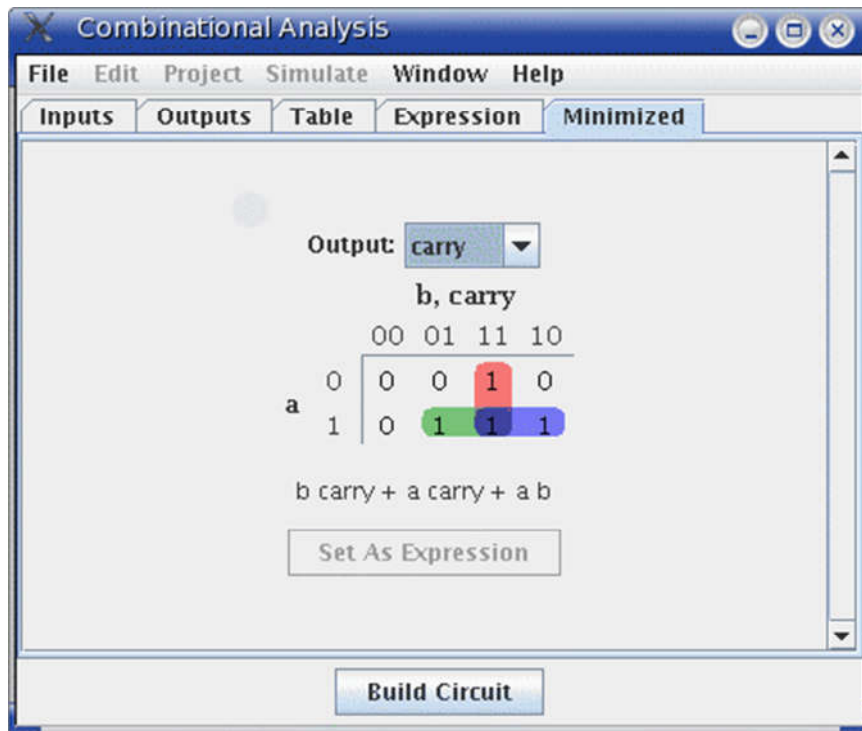 Combinational Analysis
File Edit Project Simulate Window Help
Inputs Outputs Table Expression Minimized
Output: carry
b, carry
00 01 11 10
0 0 0 1 0
a
1 0 1 1 1
b carry + a carry + a b
Set As Expression
Build Circuit